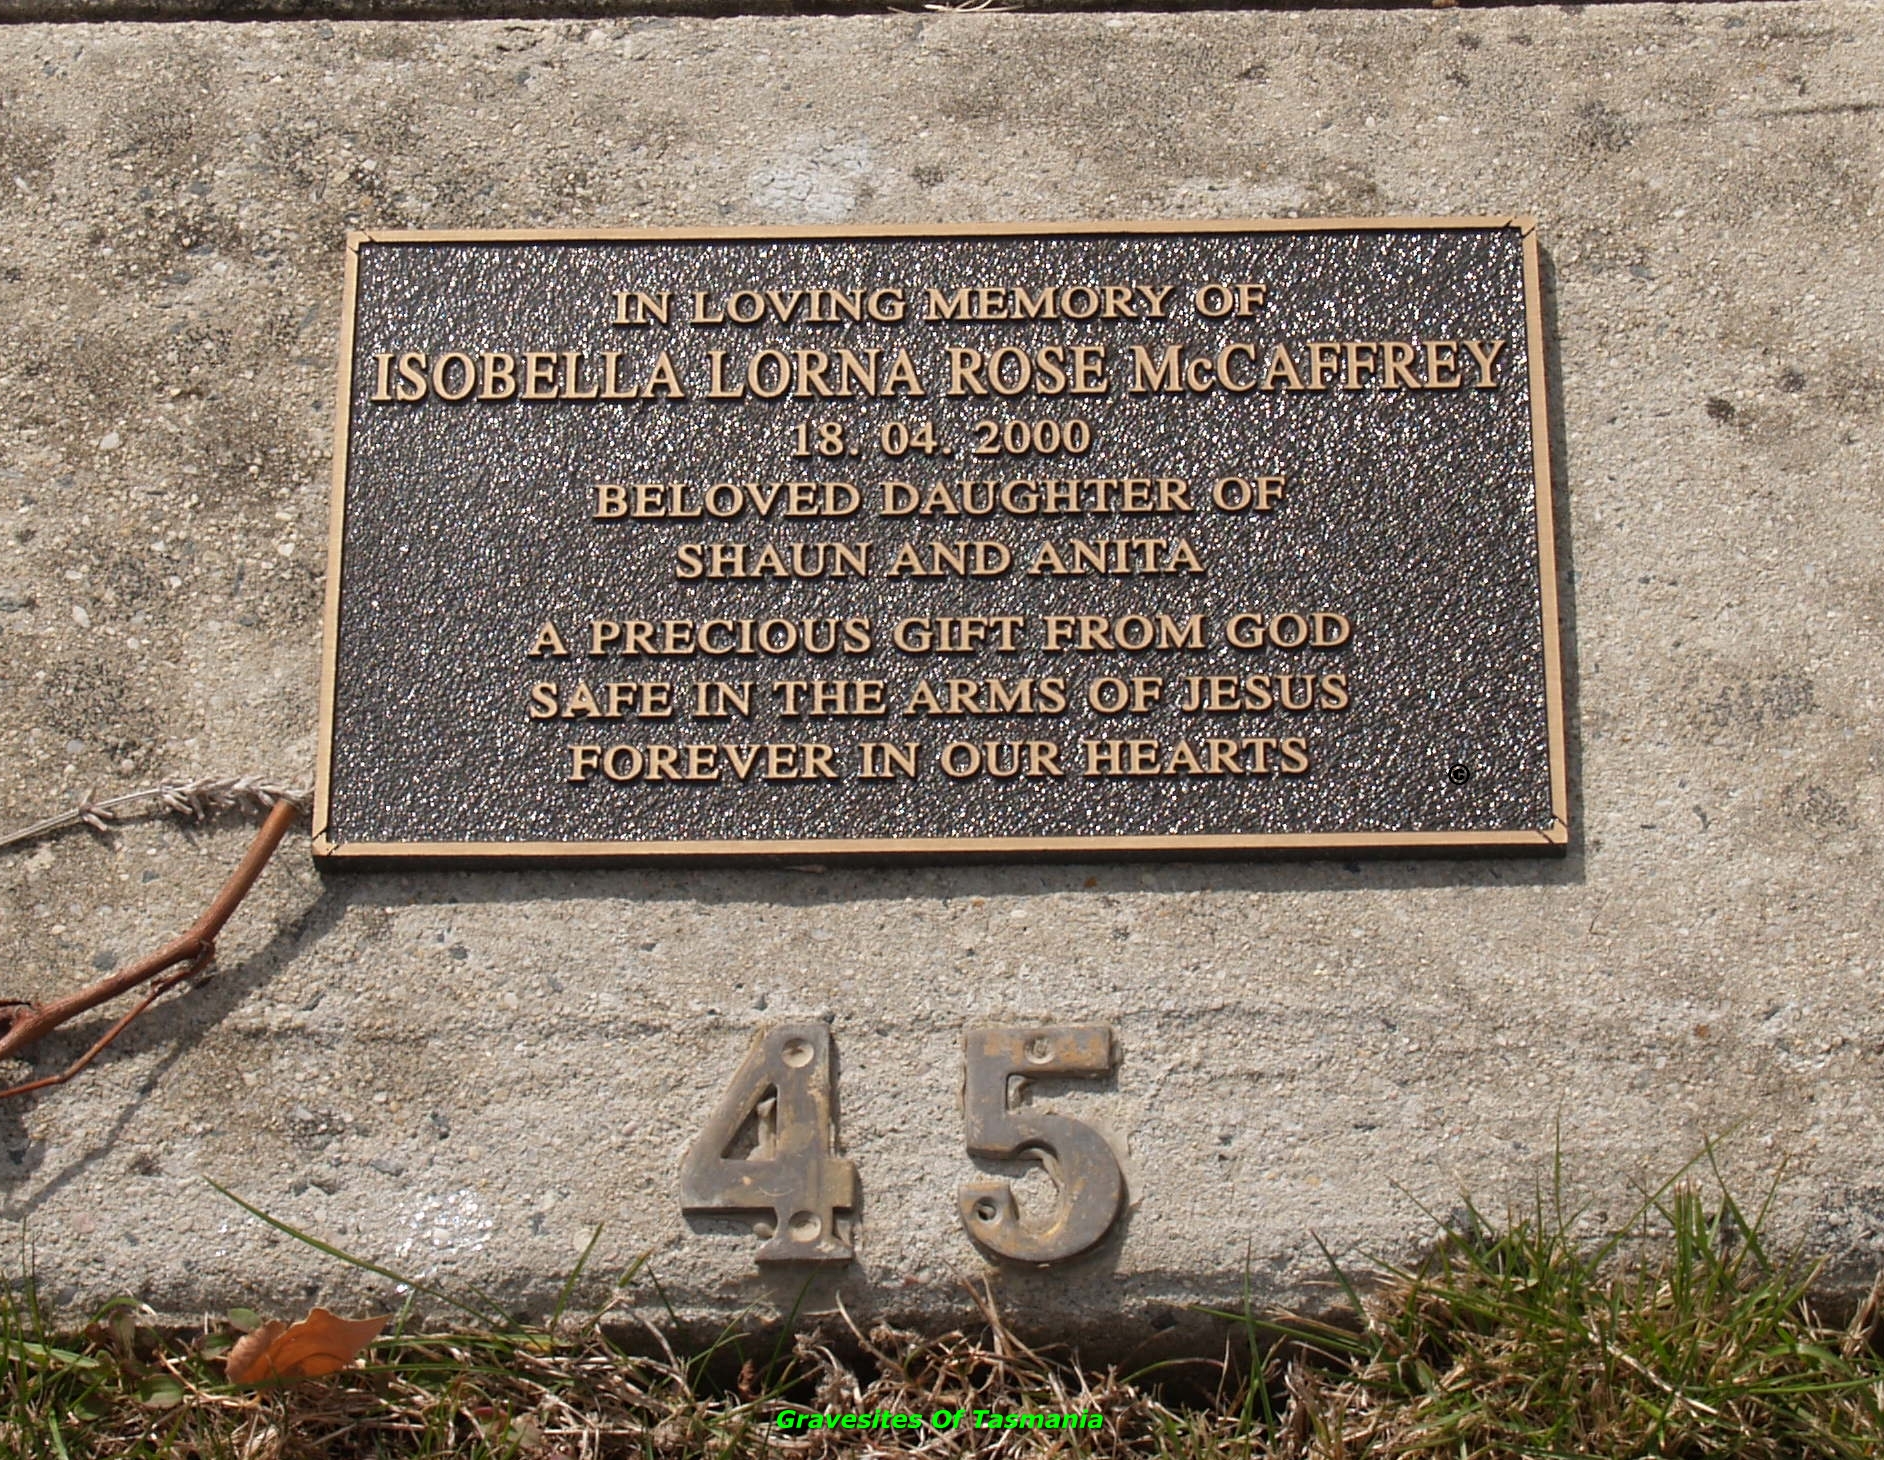 IN LOVING MEMORY OF
ISOBELLA LORNA ROSE McCAFFREY
18. 04. 2000
BELOVED DAUGHTER OF
SHAUN AND ANITA
A PRECIOUS GIFT FROM GOD
SAFE IN THE ARMS OF JESUS
FOREVER IN OUR HEARTS
©
45
Gravesites Of Tasmania